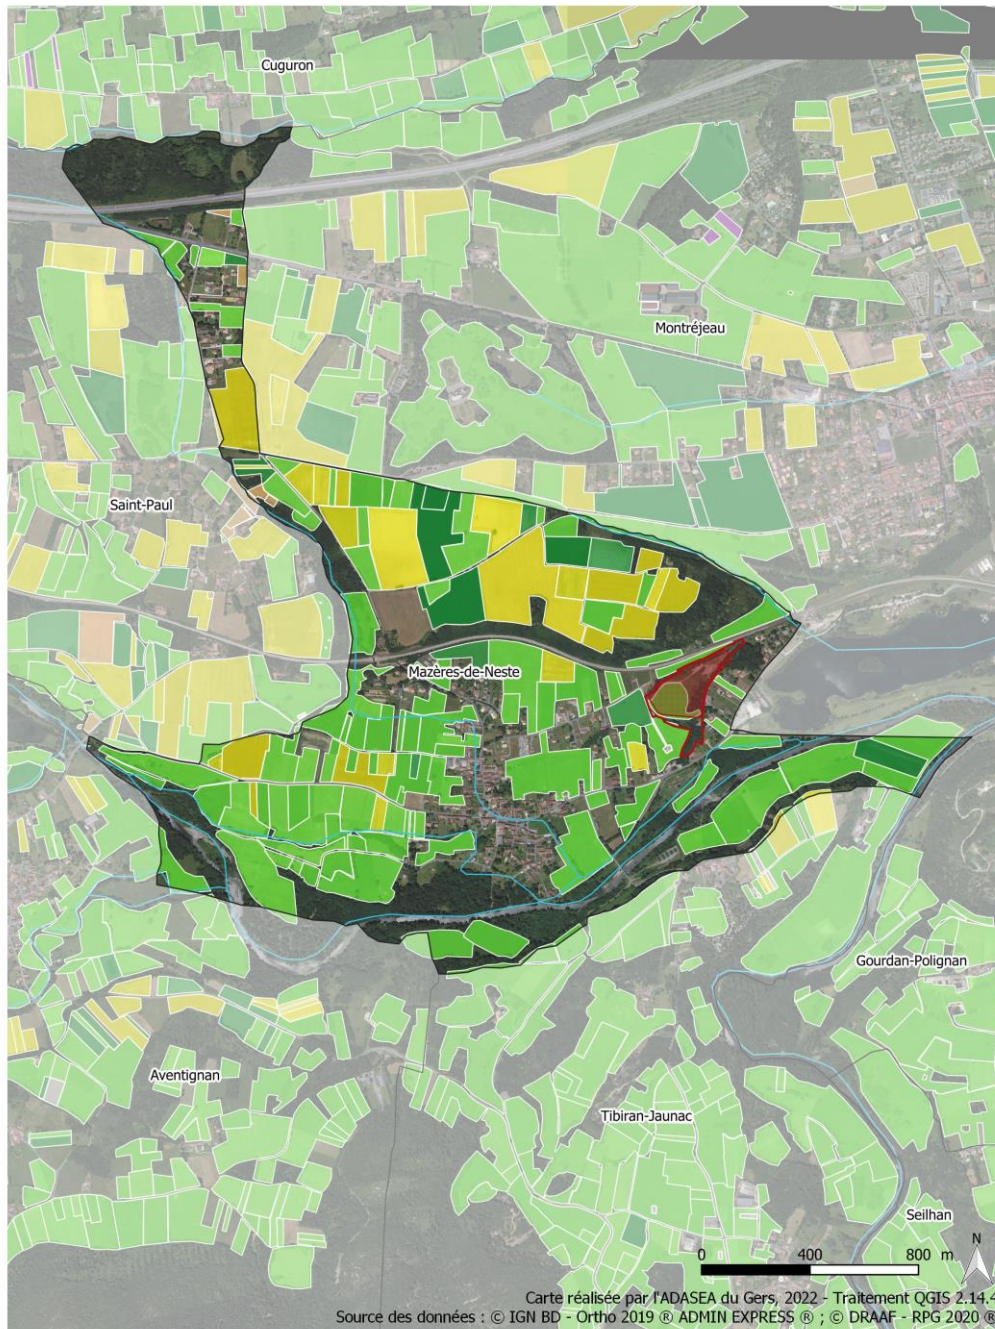 Cuguron
Montréjeau
Saint-Paul
Mazères-de-Neste
Gourdan-Polignan
Aventignan
Tibiran-Jaunac
Seilhan
N
0 400 800 m
Carte réalisée par l'ADASEA du Gers, 2022 - Traitement QGIS 2.14.4
Source des données : © IGN BD - Ortho 2019 ® ADMIN EXPRESS ® ; © DRAAF - RPG 2020 ®